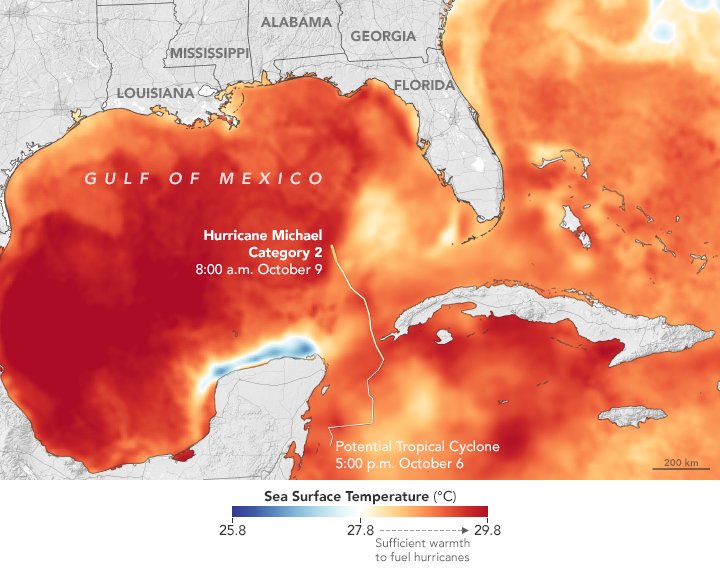 ALABAMA
GEORGIA
MISSISSIPPI
LOUISIANA
FLORIDA
GULF OF MEXICO
Hurricane Michael
Category 2
8:00 a.m. October 9
Potential Tropical Cyclone
5:00 p.m. October 6
200 km
Sea Surface Temperature (°C)
25.8
27.8
29.8
Sufficient warmth
to fuel hurricanes